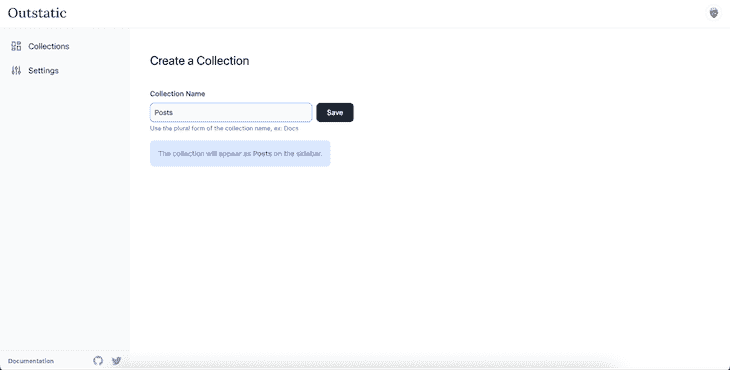 Outstatic
Collections
Settings
Create a Collection
Collection Name
Posts
Save
Use the plural form of the collection name, ex: Docs
The collection will appear as Posts on the sidebar.
Documentation